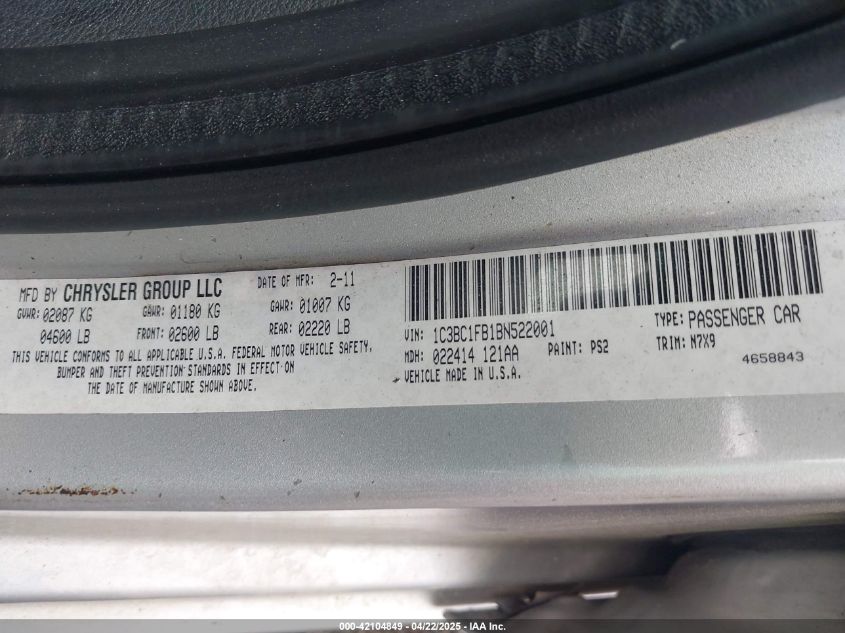 MFD BY CHRYSLER GROUP LLC DATE OF MFR: 2-11
GVWR: 02087 KG GAWR: 01180 KG GAWR: 01007 KG
04600 LB FRONT: 02600 LB REAR: 02220 LB
THIS VEHICLE CONFORMS TO ALL APPLICABLE U.S.A. FEDERAL MOTOR VEHICLE SAFETY,
BUMPER AND THEFT PREVENTION STANDARDS IN EFFECT ON
THE DATE OF MANUFACTURE SHOWN ABOVE.
VIN: 1C3BC1FB1BN522001 TYPE: PASSENGER CAR
MDH: 022414 121AA PAINT: PS2 TRIM: N7X9
VEHICLE MADE IN U.S.A. 4658843
000-42104849 - 04/22/2025 - IAA Inc.